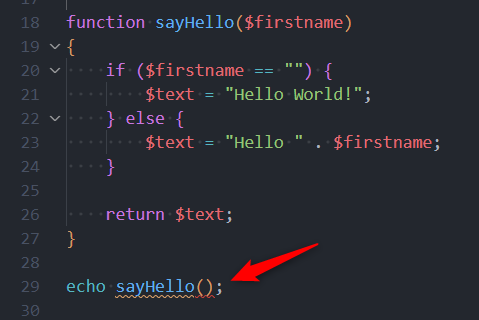 18 function sayHello($firstname)
19 {
20     if ($firstname == "") {
21         $text = "Hello World!";
22     } else {
23         $text = "Hello " . $firstname;
24     }
25
26     return $text;
27 }
28
29 echo sayHello();
30